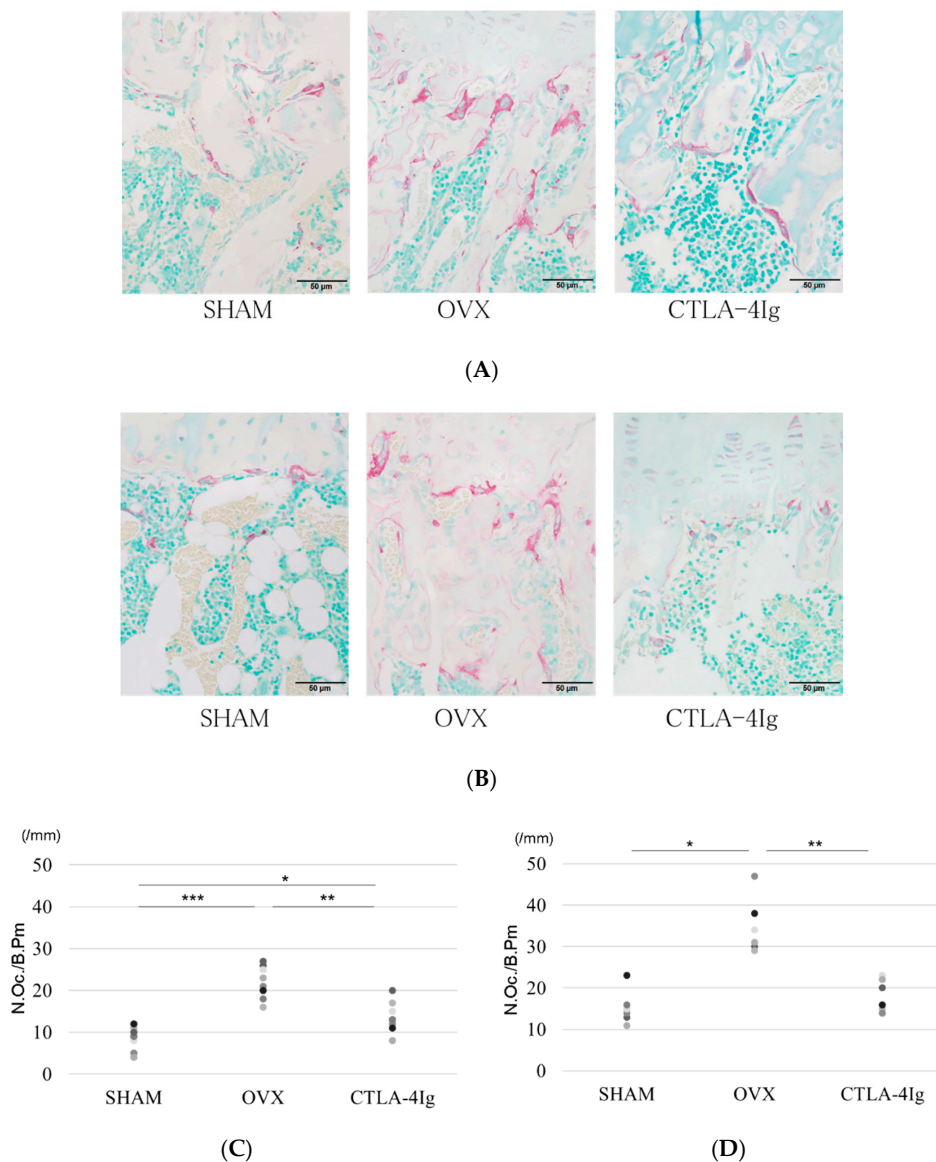 50 µm 50 µm 50 µm
SHAM OVX CTLA-4Ig
(A)
50 µm 50 µm 50 µm
SHAM OVX CTLA-4Ig
(B)
(/mm)
* 
*** **
N.Oc./B.Pm
50
40
30
20
10
0
SHAM OVX CTLA-4Ig
(C)
(/mm)
* **
N.Oc./B.Pm
50
40
30
20
10
0
SHAM OVX CTLA-4Ig
(D)